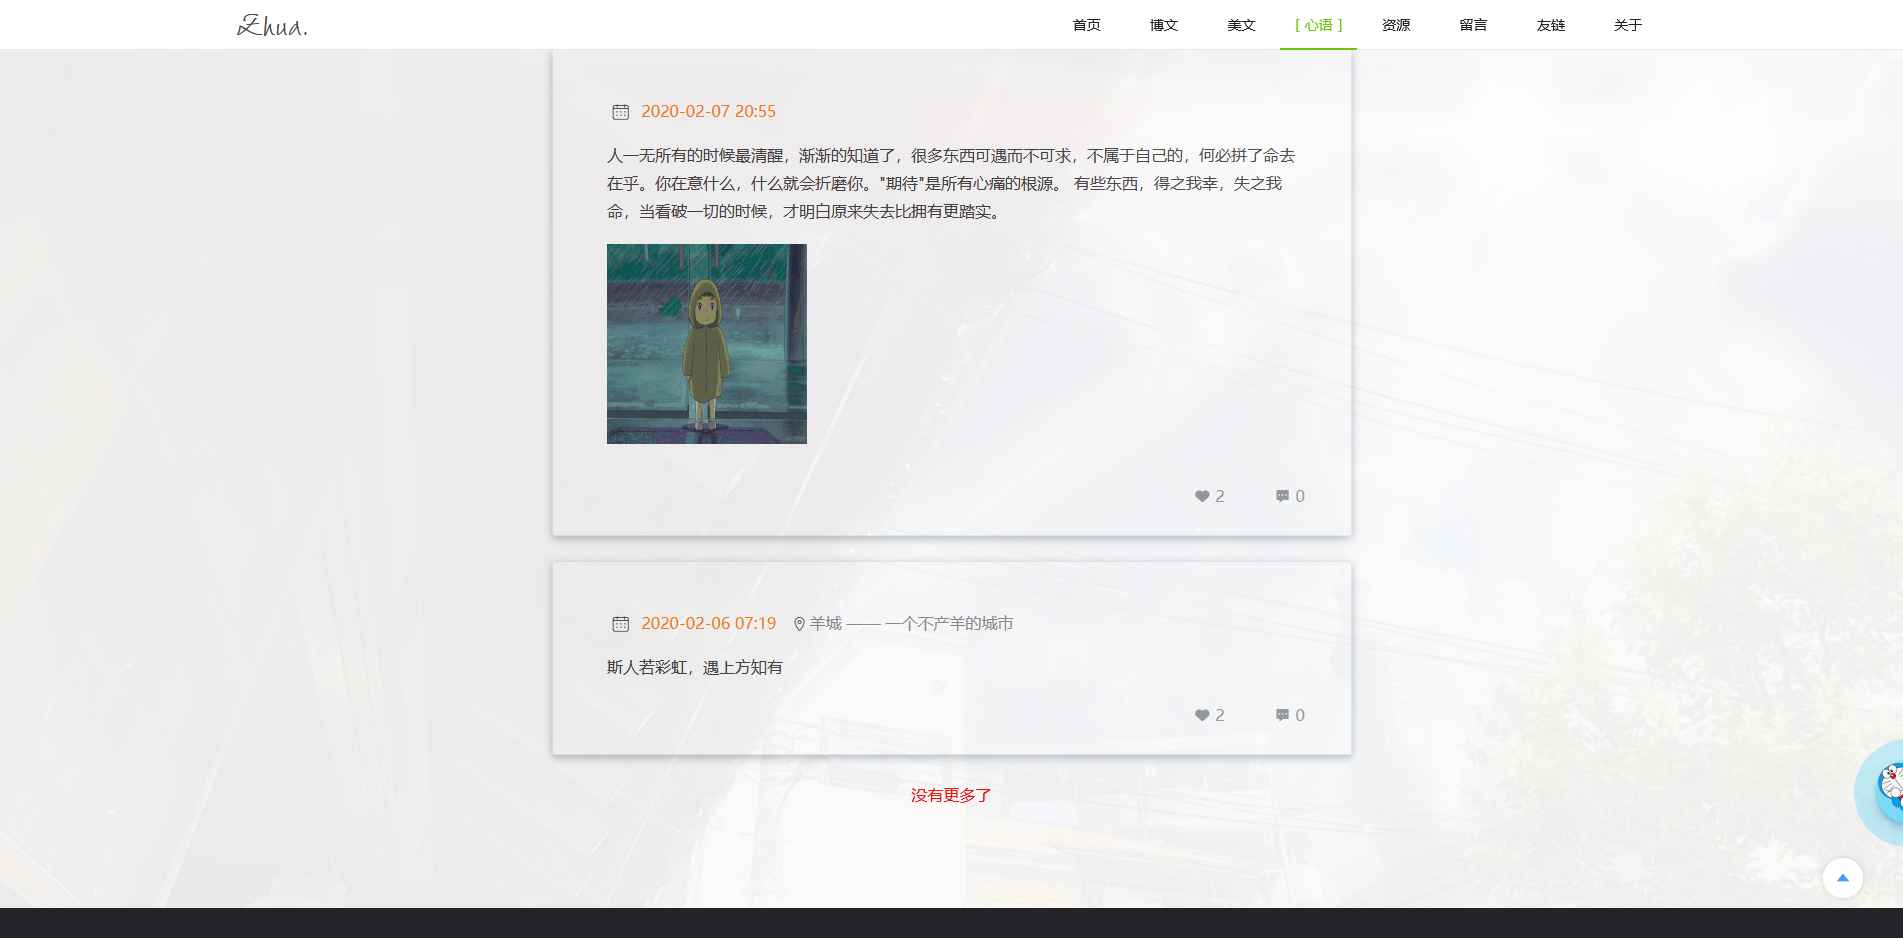 Zhua.
首页 博文 美文 [ 心语 ] 资源 留言 友链 关于
2020-02-07 20:55
人一无所有的时候最清醒，渐渐的知道了，很多东西可遇而不可求，不属于自己的，何必拼了命去
在乎。你在意什么，什么就会折磨你。"期待"是所有心痛的根源。 有些东西，得之我幸，失之我
命，当看破一切的时候，才明白原来失去比拥有更踏实。
2 0
2020-02-06 07:19 羊城 —— 一个不产羊的城市
斯人若彩虹，遇上方知有
2 0
没有更多了